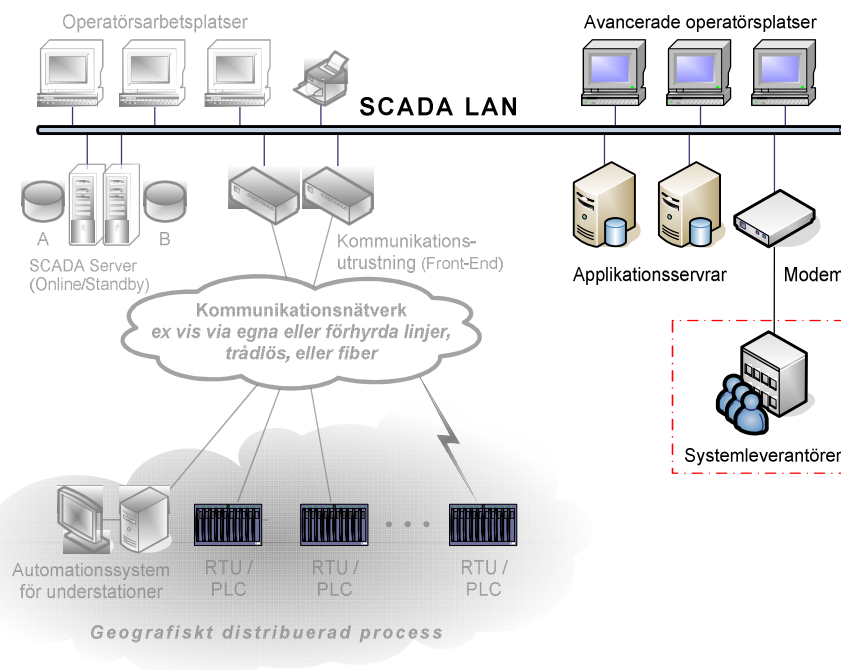 Operatörsarbetsplatser
Avancerade operatörsplatser
SCADA LAN
A
B
SCADA Server
(Online/Standby)
Kommunikations-
utrustning (Front-End)
Applikationsservrar
Modem
Kommunikationsnätverk
ex vis via egna eller förhyrda linjer,
trådlös, eller fiber
Systemleverantören
Automationssystem
för understationer
RTU /
PLC
RTU /
PLC
RTU /
PLC
Geografiskt distribuerad process